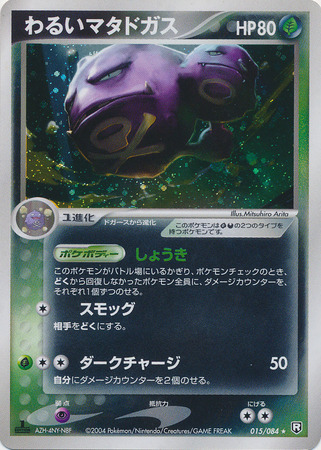 わるいマタドガス HP80
Illus.Mitsuhiro Arita
1進化 ドガースから進化
このポケモンは の2つのタイプを
持つポケモンです。
ポケボディー しょうき
このポケモンがバトル場にいるかぎり、ポケモンチェックのとき、
どくから回復しなかったポケモン全員に、ダメージカウンターを、
それぞれ1個ずつのせる。
スモッグ
相手をどくにする。
ダークチャージ 50
自分にダメージカウンターを2個のせる。
弱点 抵抗力 にげる
AZH-4NY-N8F ©2004 Pokémon/Nintendo/Creatures/GAME FREAK 015/084 ★ R